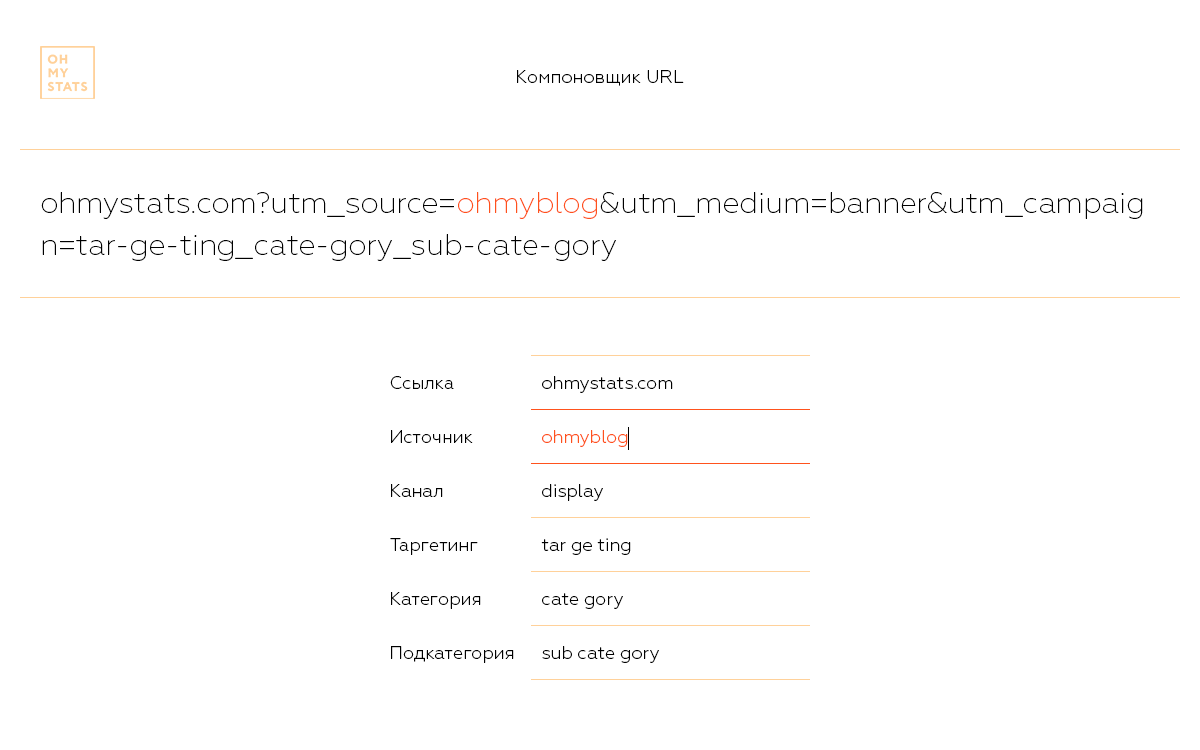 OH
MY
STATS
Компоновщик URL
ohmystats.com?utm_source=ohmyblog&utm_medium=banner&utm_campaig
n=tar-ge-ting_cate-gory_sub-cate-gory
Ссылка ohmystats.com
Источник ohmyblog
Канал display
Таргетинг tar ge ting
Категория cate gory
Подкатегория sub cate gory